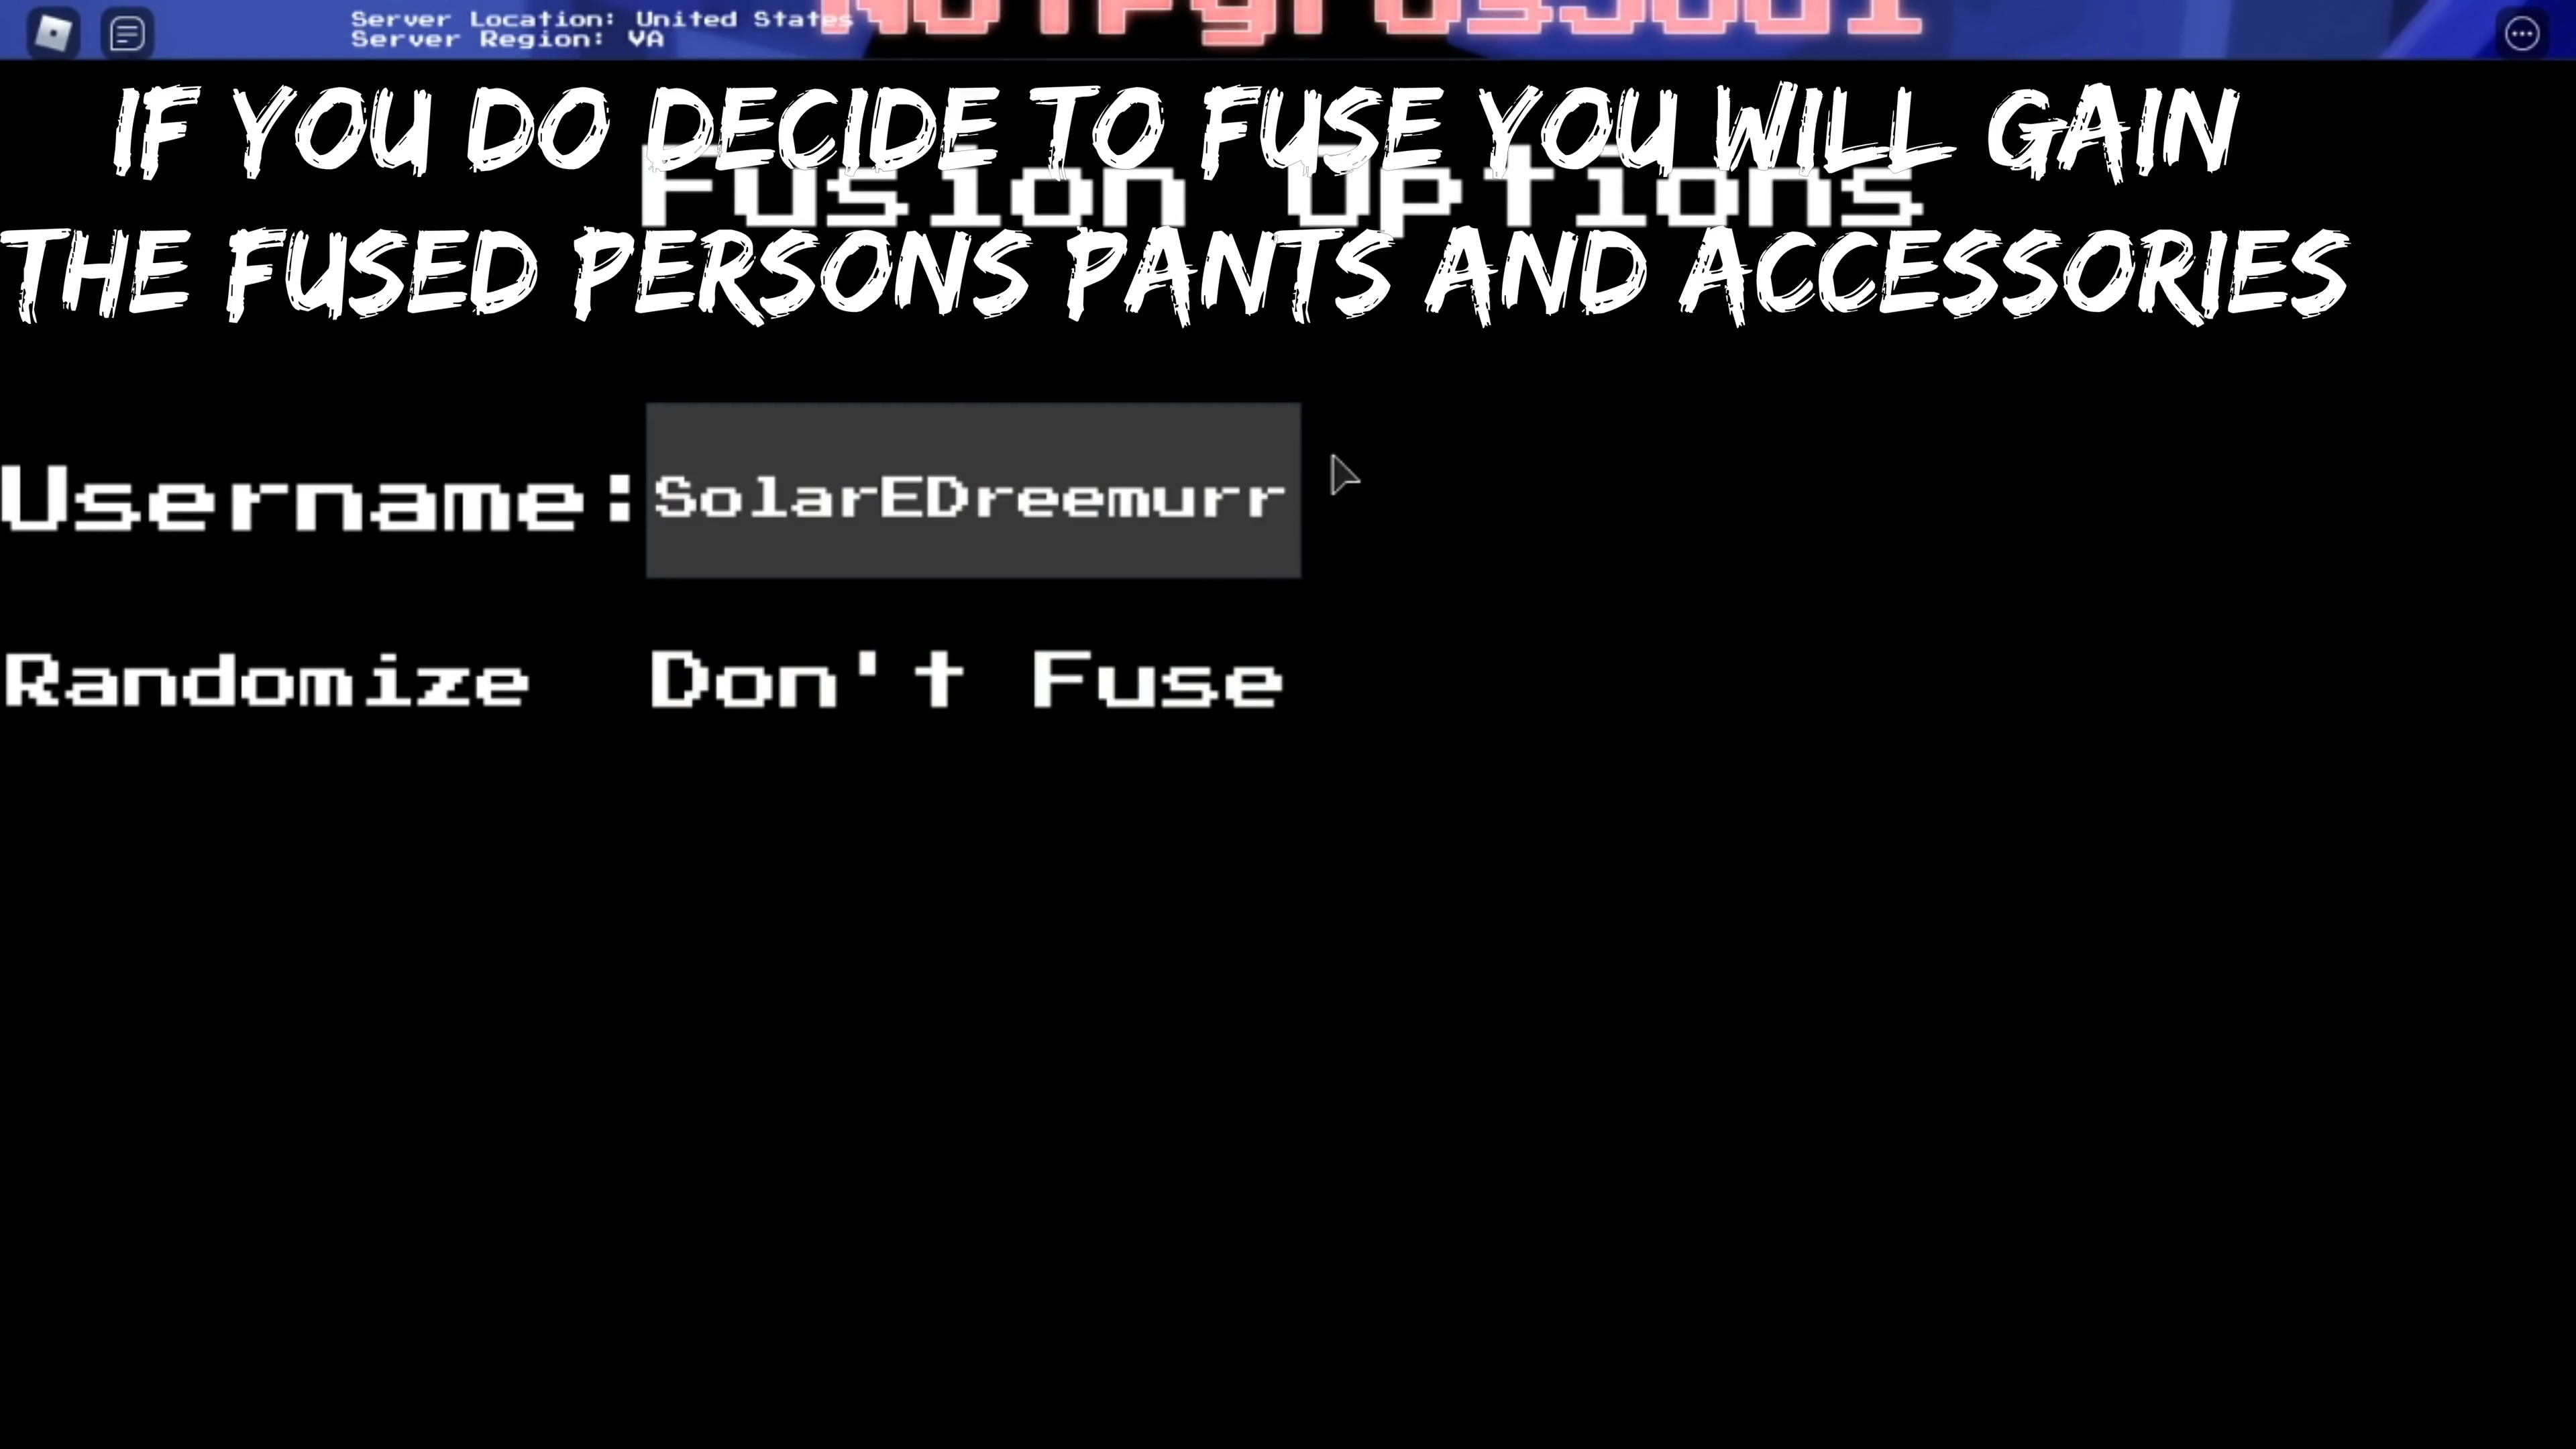 Server Location: United States
Server Region: VA
IF YOU DO DECIDE TO FUSE YOU WILL GAIN
Fusion Options
THE FUSED PERSONS PANTS AND ACCESSORIES
Username: SolarEDreemurr
Randomize Don't Fuse